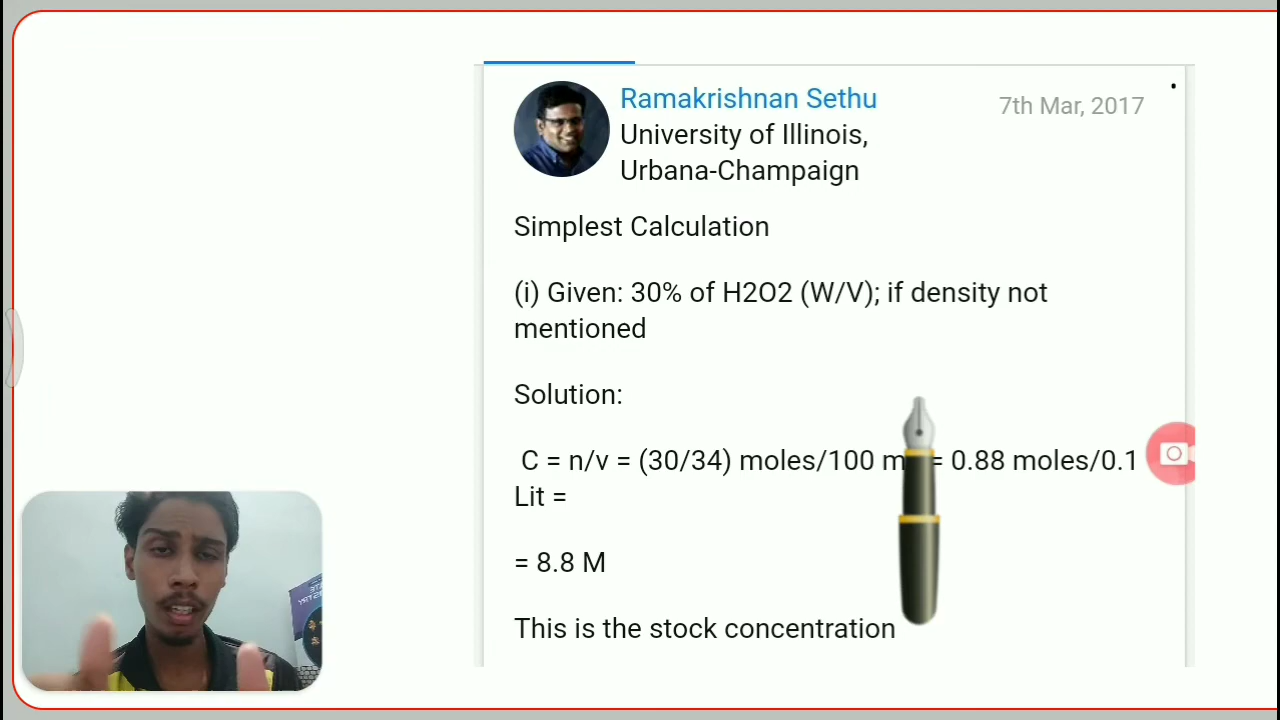 Ramakrishnan Sethu
7th Mar, 2017
University of Illinois,
Urbana-Champaign
Simplest Calculation
(i) Given: 30% of H2O2 (W/V); if density not
mentioned
Solution:
C = n/v = (30/34) moles/100 = 0.88 moles/0.1
Lit =
= 8.8 M
This is the stock concentration